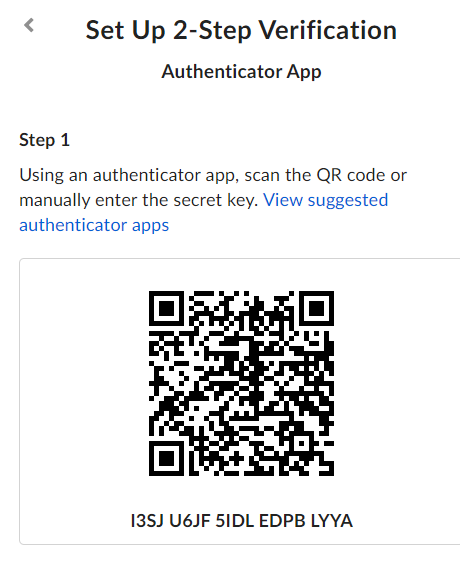 Set Up 2-Step Verification
Authenticator App
Step 1
Using an authenticator app, scan the QR code or
manually enter the secret key. View suggested
authenticator apps
I3SJ U6JF 5IDL EDPB LYYA